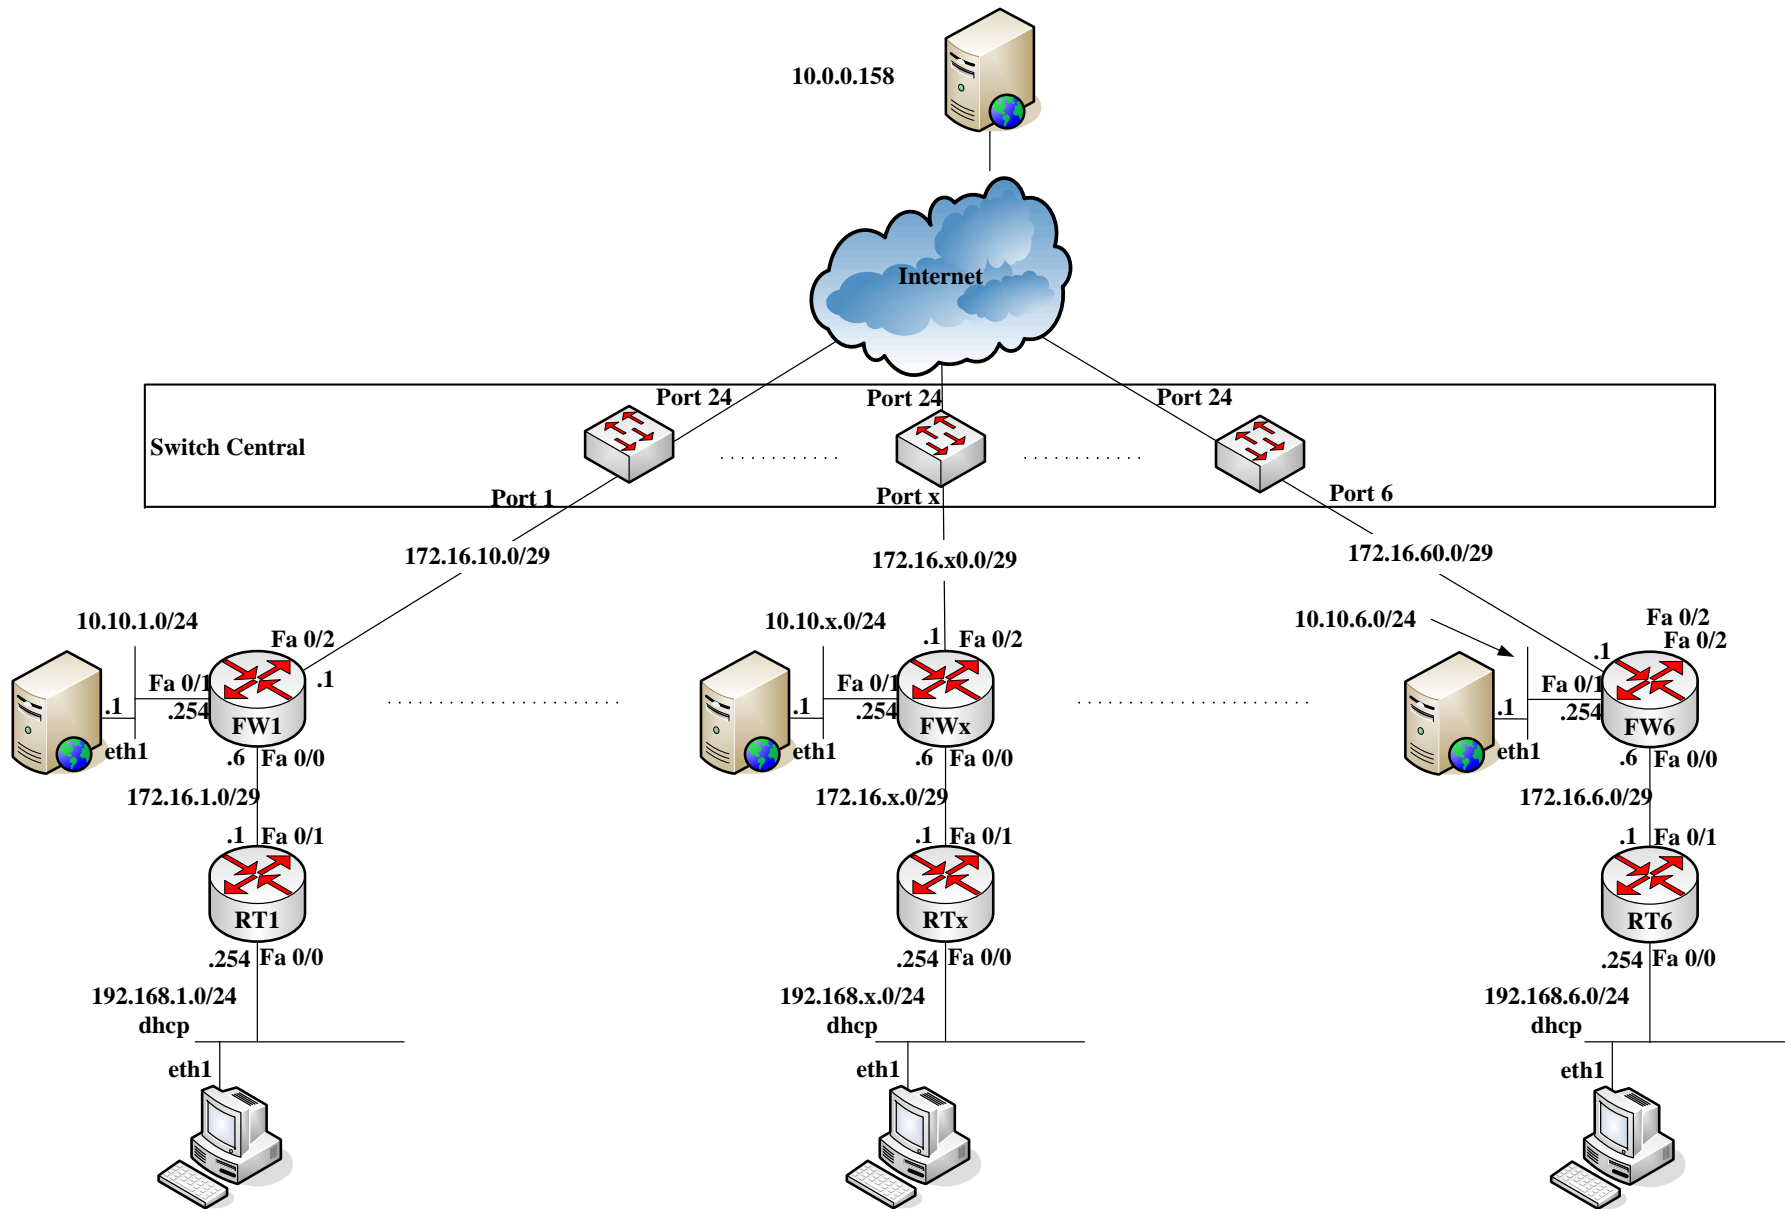 10.0.0.158
Internet
Port 24
Port 24
Port 24
Switch Central
Port 1
Port x
Port 6
172.16.10.0/29
172.16.x0.0/29
172.16.60.0/29
10.10.1.0/24
Fa 0/2
10.10.x.0/24
.1
Fa 0/2
10.10.6.0/24
Fa 0/2
Fa 0/2
.1
Fa 0/1
.1
.1
.254
FW1
eth1
.6
Fa 0/0
Fa 0/1
.1
.254
FWx
eth1
.6
Fa 0/0
Fa 0/1
.1
.254
FW6
eth1
.6
Fa 0/0
172.16.1.0/29
172.16.x.0/29
172.16.6.0/29
.1
Fa 0/1
.1
Fa 0/1
.1
Fa 0/1
RT1
RTx
RT6
.254
Fa 0/0
.254
Fa 0/0
.254
Fa 0/0
192.168.1.0/24
dhcp
192.168.x.0/24
dhcp
192.168.6.0/24
dhcp
eth1
eth1
eth1